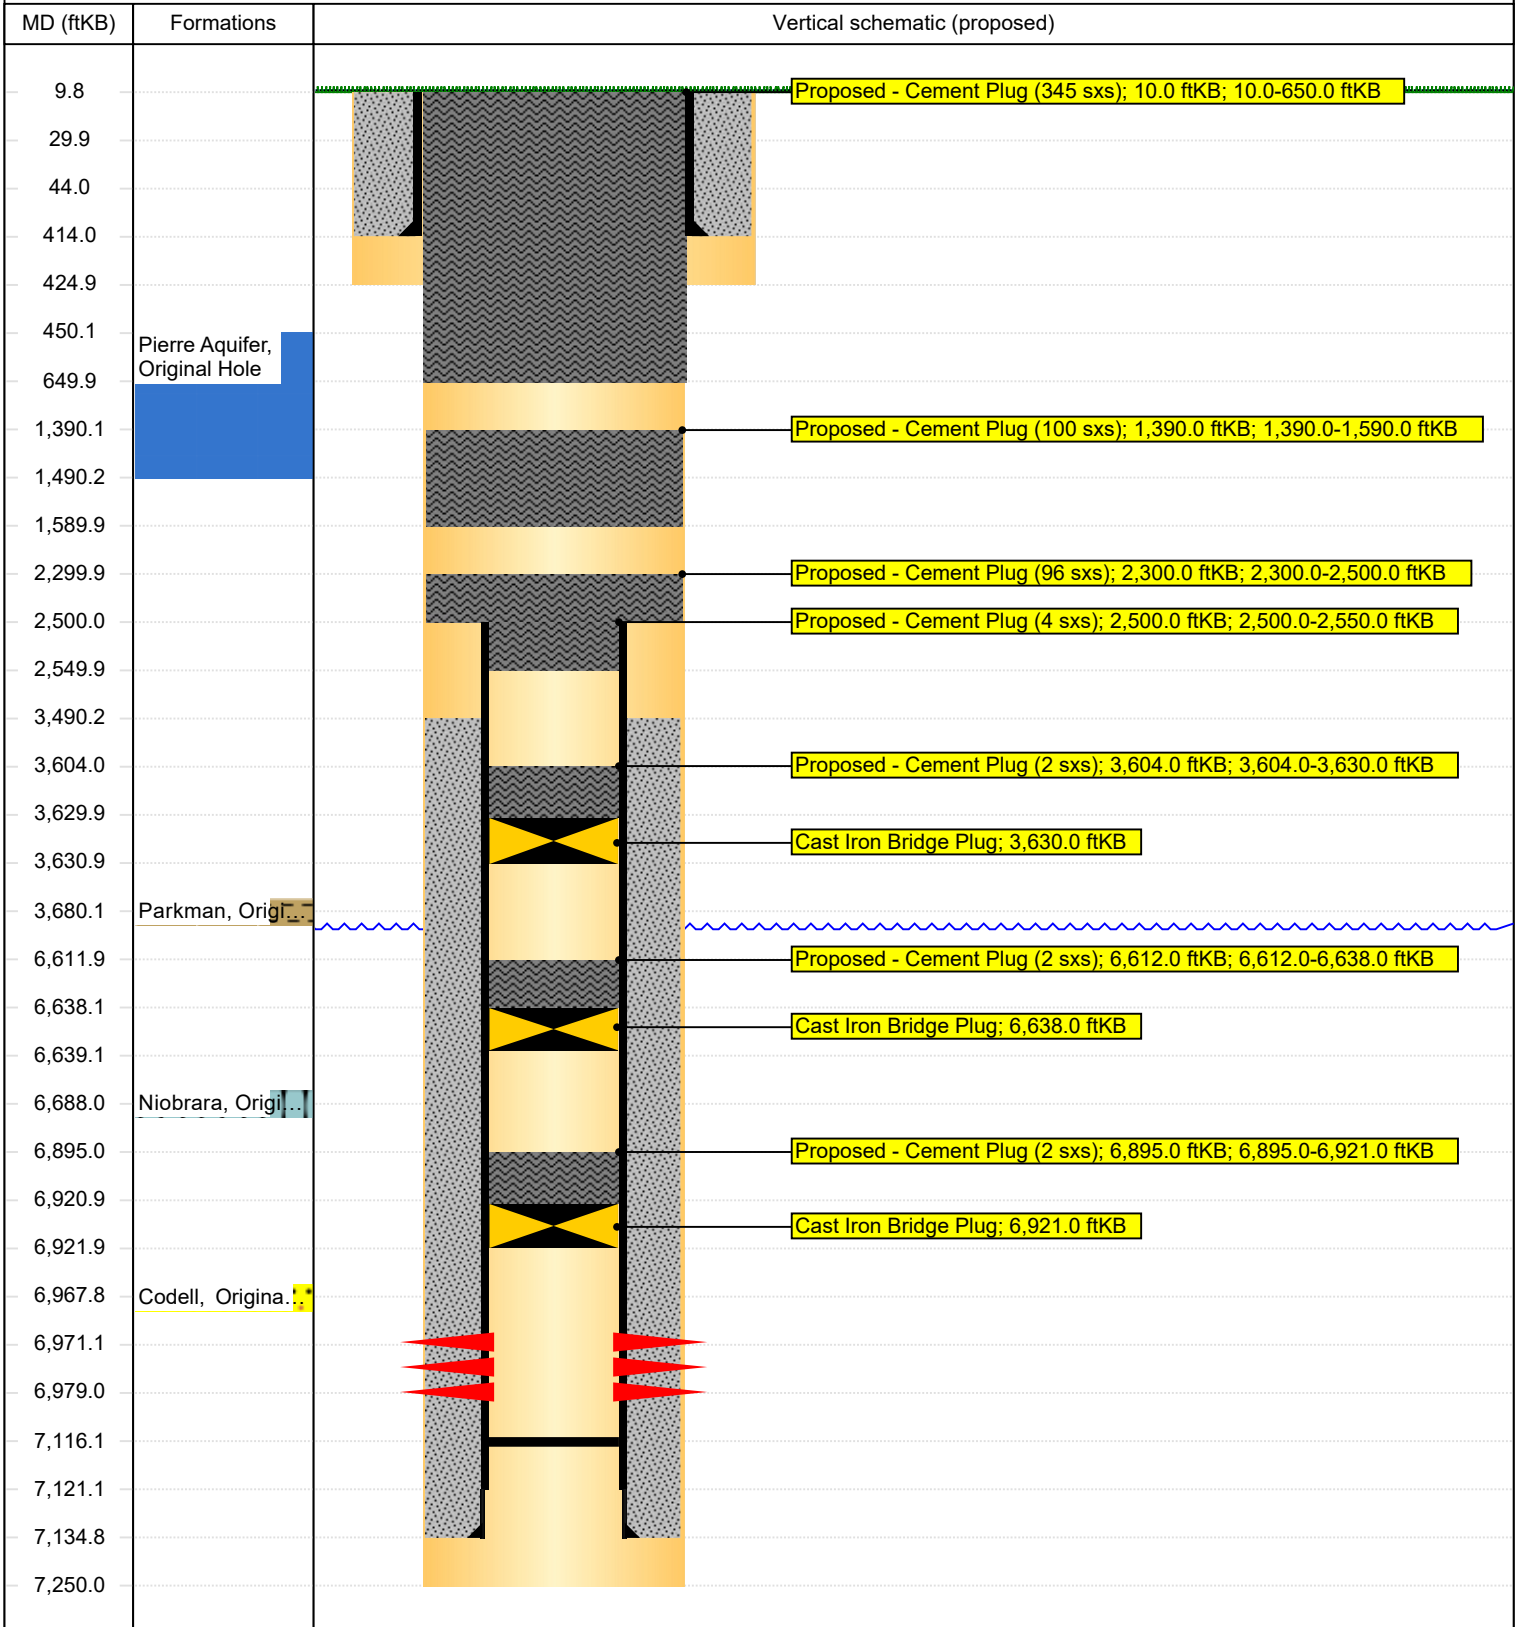 MD (ftKB) Formations Vertical schematic (proposed)
9.8 Proposed - Cement Plug (345 sxs); 10.0 ftKB; 10.0-650.0 ftKB
29.9
44.0
414.0
424.9
450.1
Pierre Aquifer,
Original Hole
649.9
1,390.1 Proposed - Cement Plug (100 sxs); 1,390.0 ftKB; 1,390.0-1,590.0 ftKB
1,490.2
1,589.9
2,299.9 Proposed - Cement Plug (96 sxs); 2,300.0 ftKB; 2,300.0-2,500.0 ftKB
2,500.0 Proposed - Cement Plug (4 sxs); 2,500.0 ftKB; 2,500.0-2,550.0 ftKB
2,549.9
3,490.2
3,604.0 Proposed - Cement Plug (2 sxs); 3,604.0 ftKB; 3,604.0-3,630.0 ftKB
3,629.9
Cast Iron Bridge Plug; 3,630.0 ftKB
3,630.9
3,680.1 Parkman, Origi...
6,611.9 Proposed - Cement Plug (2 sxs); 6,612.0 ftKB; 6,612.0-6,638.0 ftKB
6,638.1
Cast Iron Bridge Plug; 6,638.0 ftKB
6,639.1
6,688.0 Niobrara, Origi...
6,895.0 Proposed - Cement Plug (2 sxs); 6,895.0 ftKB; 6,895.0-6,921.0 ftKB
6,920.9
Cast Iron Bridge Plug; 6,921.0 ftKB
6,921.9
6,967.8 Codell, Origina...
6,971.1
6,979.0
7,116.1
7,121.1
7,134.8
7,250.0